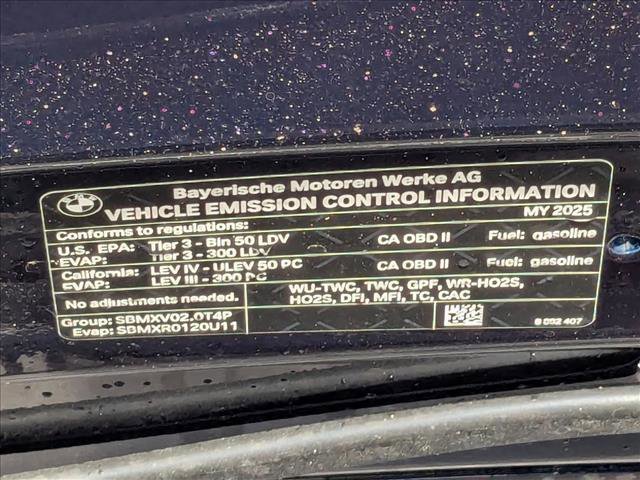 Bayerische Motoren Werke AG
VEHICLE EMISSION CONTROL INFORMATION
Conforms to regulations: MY 2025
U.S. EPA: Tier 3 - Bin 50 LDV CA OBD II Fuel: gasoline
EVAP: Tier 3 - 300 LDV
California: LEV IV - ULEV 50 PC CA OBD II Fuel: gasoline
EVAP: LEV III - 300 PC
No adjustments needed. WU-TWC, TWC, GPF, WR-HO2S,
HO2S, DFI, MFI, TC, CAC
Group: SBMXV02.0T4P
Evap: SBMXR0120U11